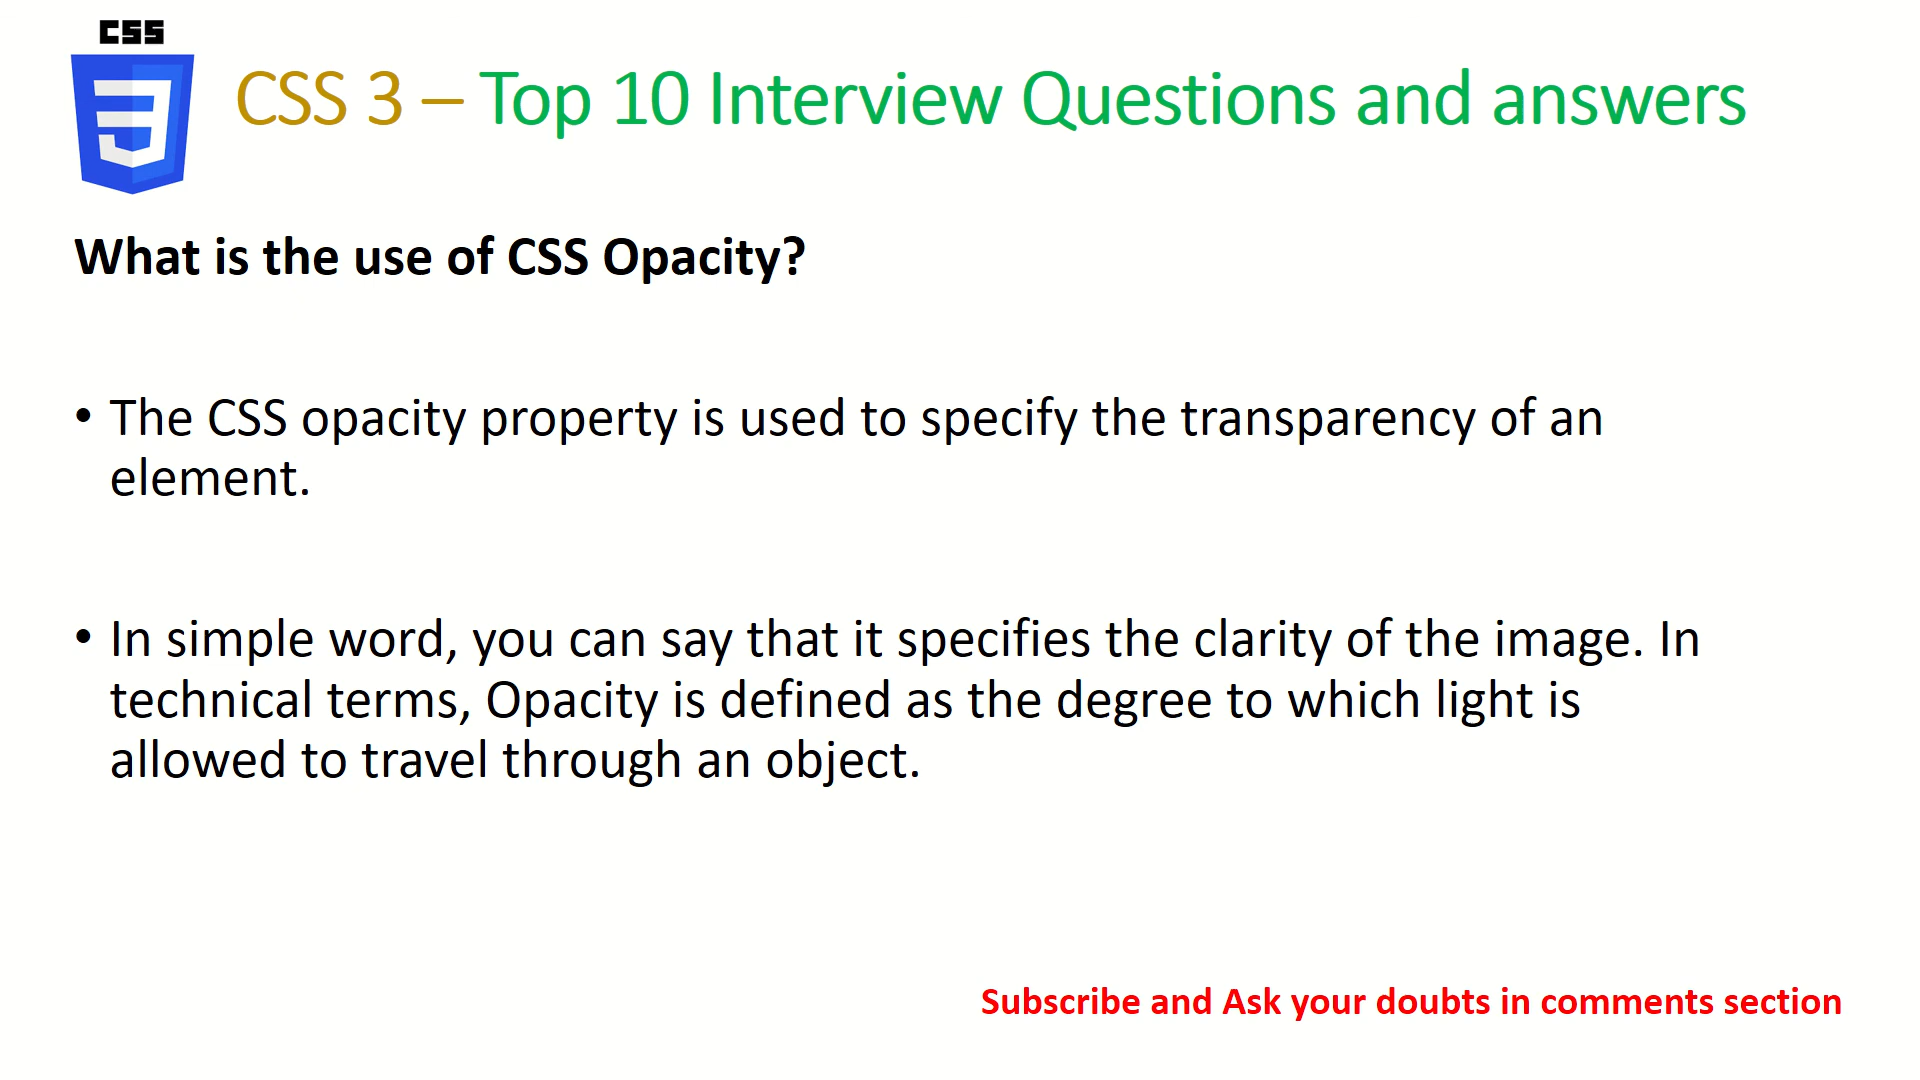 CSS
CSS 3 – Top 10 Interview Questions and answers
What is the use of CSS Opacity?
• The CSS opacity property is used to specify the transparency of an
element.
• In simple word, you can say that it specifies the clarity of the image. In
technical terms, Opacity is defined as the degree to which light is
allowed to travel through an object.
Subscribe and Ask your doubts in comments section